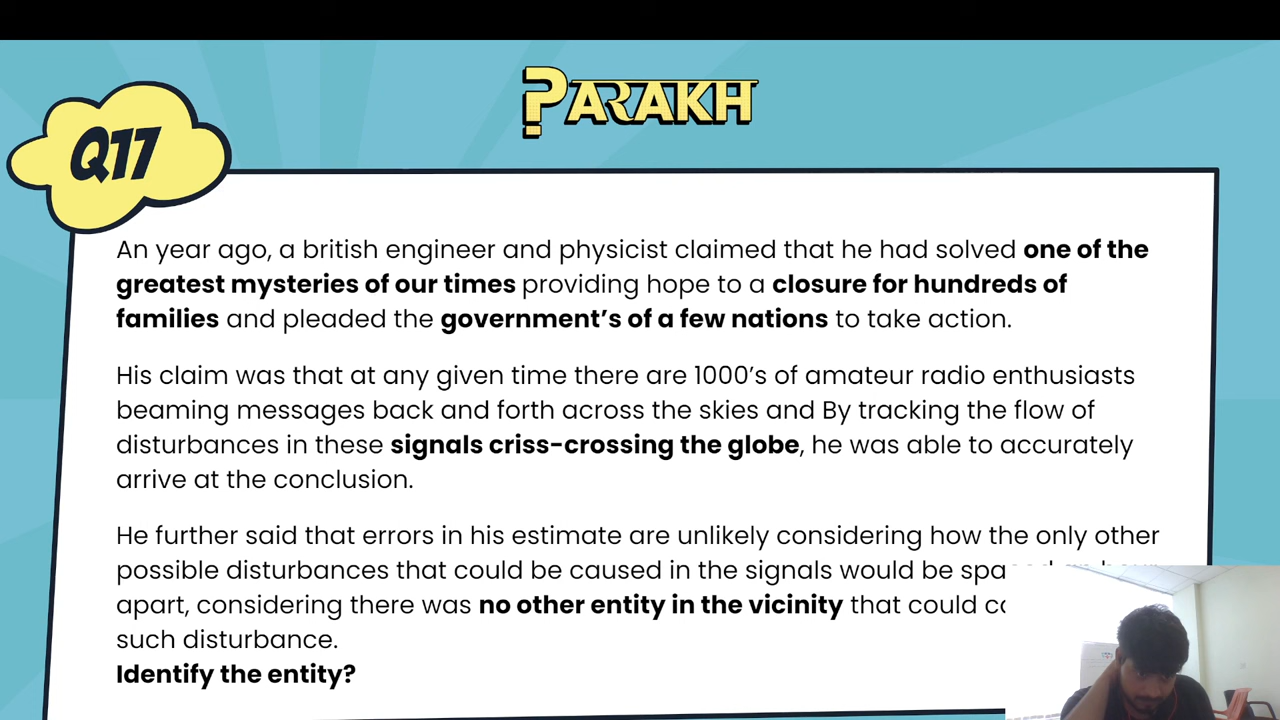 PARAKH
Q17
An year ago, a british engineer and physicist claimed that he had solved one of the
greatest mysteries of our times providing hope to a closure for hundreds of
families and pleaded the government's of a few nations to take action.
His claim was that at any given time there are 1000's of amateur radio enthusiasts
beaming messages back and forth across the skies and By tracking the flow of
disturbances in these signals criss-crossing the globe, he was able to accurately
arrive at the conclusion.
He further said that errors in his estimate are unlikely considering how the only other
possible disturbances that could be caused in the signals would be
apart, considering there was no other entity in the vicinity that could
such disturbance.
Identify the entity?